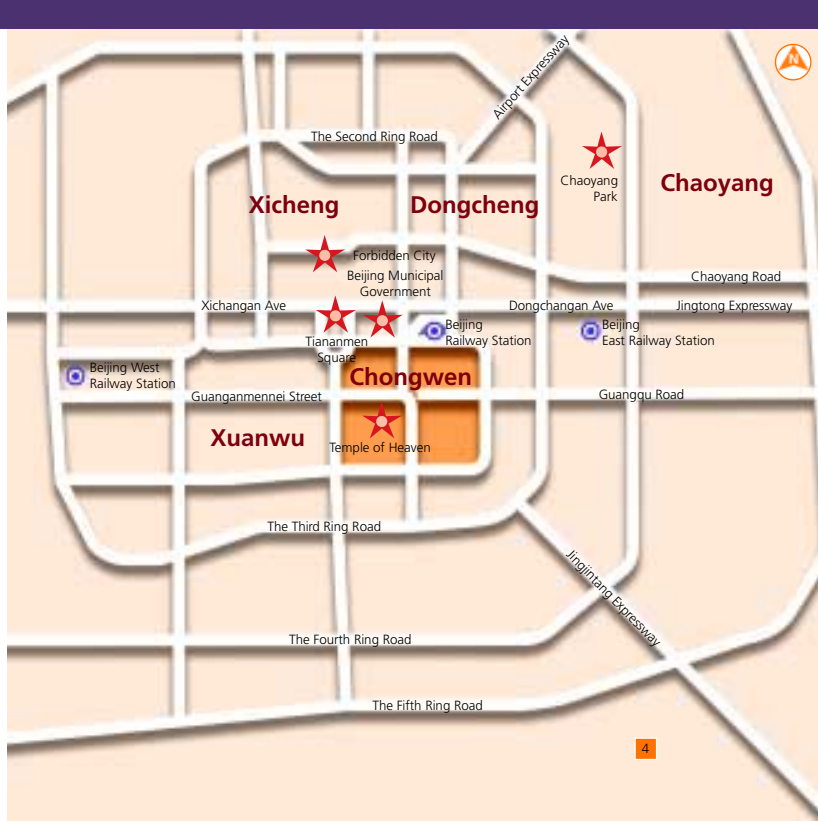 N
Airport Expressway
The Second Ring Road
Chaoyang
Park
Chaoyang
Xicheng
Dongcheng
Forbidden City
Beijing Municipal
Government
Chaoyang Road
Xichangan Ave
Dongchangan Ave
Jingtong Expressway
Tiananmen
Square
Beijing
Railway Station
Beijing
East Railway Station
Beijing West
Railway Station
Chongwen
Guanganmennei Street
Guangqu Road
Xuanwu
Temple of Heaven
The Third Ring Road
Jingjintang Expressway
The Fourth Ring Road
The Fifth Ring Road
4